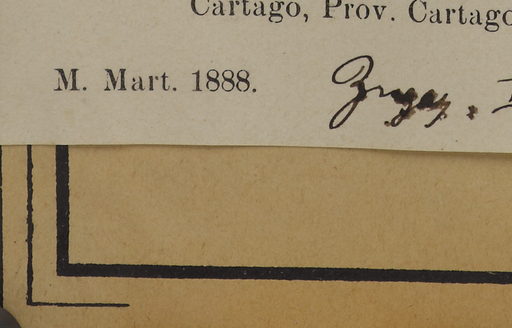 Cartago, Prov. Cartago
M. Mart. 1888.